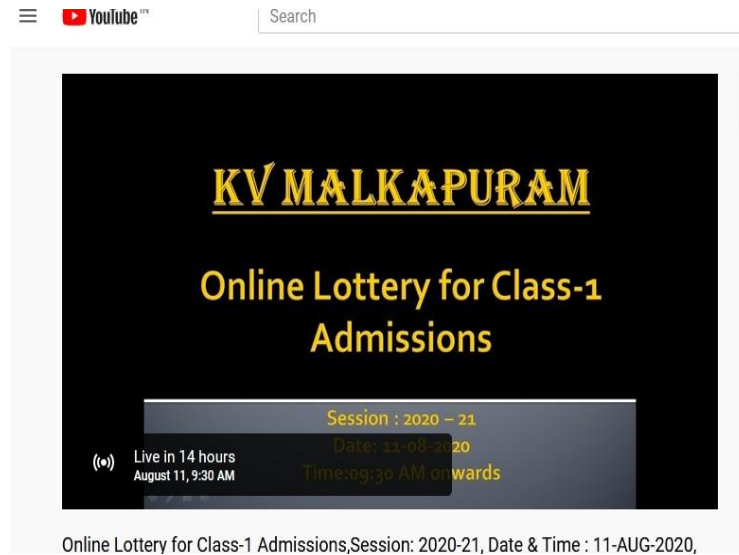 YouTube IN
Search
KV MALKAPURAM
Online Lottery for Class-1
Admissions
Session : 2020 – 21
Date: 11-08-2020
Time:09:30 AM onwards
Live in 14 hours
August 11, 9:30 AM
Online Lottery for Class-1 Admissions,Session: 2020-21, Date & Time : 11-AUG-2020,